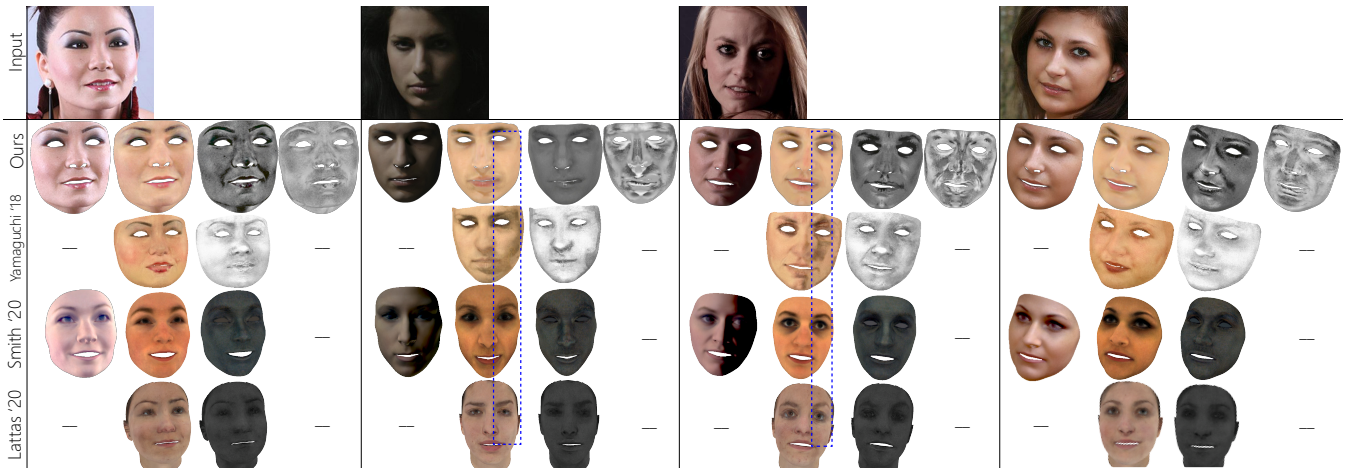 Input
Ours
—
Yamaguchi '18
— — — — — — — —
Smith '20
— — — —
Lattas '20
— — — — — — — —